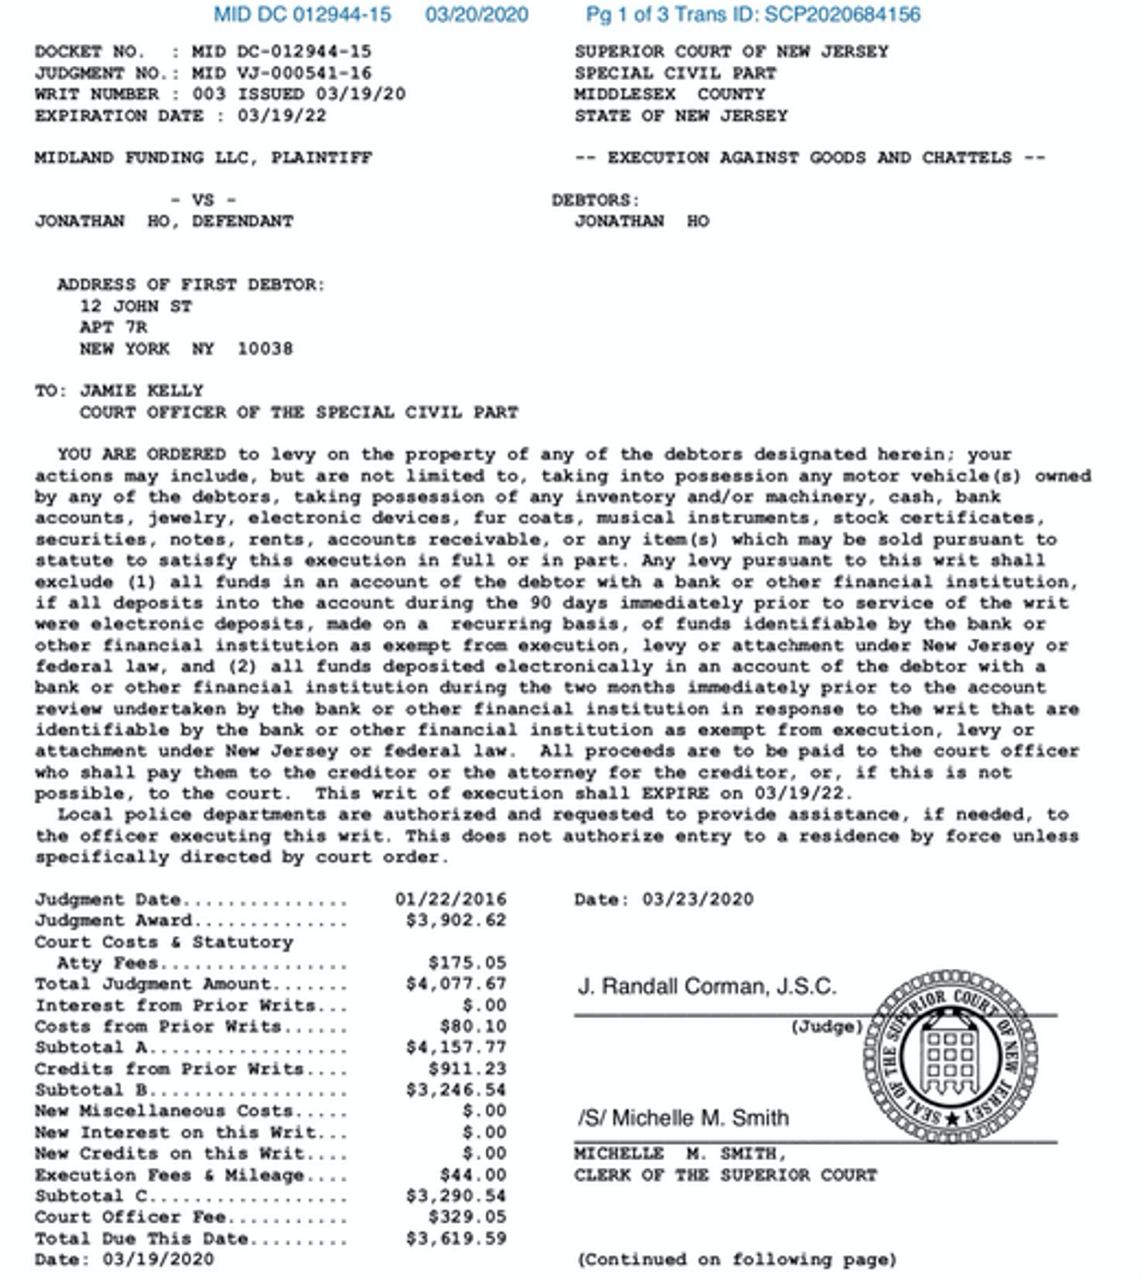 MID DC 012944-15 03/20/2020 Pg 1 of 3 Trans ID: SCP2020684156
DOCKET NO. : MID DC-012944-15
JUDGMENT NO.: MID VJ-000541-16
WRIT NUMBER : 003 ISSUED 03/19/20
EXPIRATION DATE : 03/19/22
SUPERIOR COURT OF NEW JERSEY
SPECIAL CIVIL PART
MIDDLESEX COUNTY
STATE OF NEW JERSEY
MIDLAND FUNDING LLC, PLAINTIFF
-- EXECUTION AGAINST GOODS AND CHATTELS --
- VS -
JONATHAN HO, DEFENDANT
DEBTORS:
JONATHAN HO
ADDRESS OF FIRST DEBTOR:
12 JOHN ST
APT 7R
NEW YORK NY 10038
TO: JAMIE KELLY
COURT OFFICER OF THE SPECIAL CIVIL PART
YOU ARE ORDERED to levy on the property of any of the debtors designated herein; your
actions may include, but are not limited to, taking into possession any motor vehicle(s) owned
by any of the debtors, taking possession of any inventory and/or machinery, cash, bank
accounts, jewelry, electronic devices, fur coats, musical instruments, stock certificates,
securities, notes, rents, accounts receivable, or any item(s) which may be sold pursuant to
statute to satisfy this execution in full or in part. Any levy pursuant to this writ shall
exclude (1) all funds in an account of the debtor with a bank or other financial institution,
if all deposits into the account during the 90 days immediately prior to service of the writ
were electronic deposits, made on a recurring basis, of funds identifiable by the bank or
other financial institution as exempt from execution, levy or attachment under New Jersey or
federal law, and (2) all funds deposited electronically in an account of the debtor with a
bank or other financial institution during the two months immediately prior to the account
review undertaken by the bank or other financial institution in response to the writ that are
identifiable by the bank or other financial institution as exempt from execution, levy or
attachment under New Jersey or federal law. All proceeds are to be paid to the court officer
who shall pay them to the creditor or the attorney for the creditor, or, if this is not
possible, to the court. This writ of execution shall EXPIRE on 03/19/22.
Local police departments are authorized and requested to provide assistance, if needed, to
the officer executing this writ. This does not authorize entry to a residence by force unless
specifically directed by court order.
Judgment Date............... 01/22/2016
Judgment Award.............. $3,902.62
Court Costs & Statutory
Atty Fees................. $175.05
Total Judgment Amount....... $4,077.67
Interest from Prior Writs... $.00
Costs from Prior Writs...... $80.10
Subtotal A.................. $4,157.77
Credits from Prior Writs.... $911.23
Subtotal B.................. $3,246.54
New Miscellaneous Costs..... $.00
New Interest on this Writ... $.00
New Credits on this Writ.... $.00
Execution Fees & Mileage.... $44.00
Subtotal C.................. $3,290.54
Court Officer Fee........... $329.05
Total Due This Date......... $3,619.59
Date: 03/19/2020
Date: 03/23/2020
J. Randall Corman, J.S.C.
(Judge)
SEAL OF THE SUPERIOR COURT OF NEW JERSEY
/S/ Michelle M. Smith
MICHELLE M. SMITH,
CLERK OF THE SUPERIOR COURT
(Continued on following page)